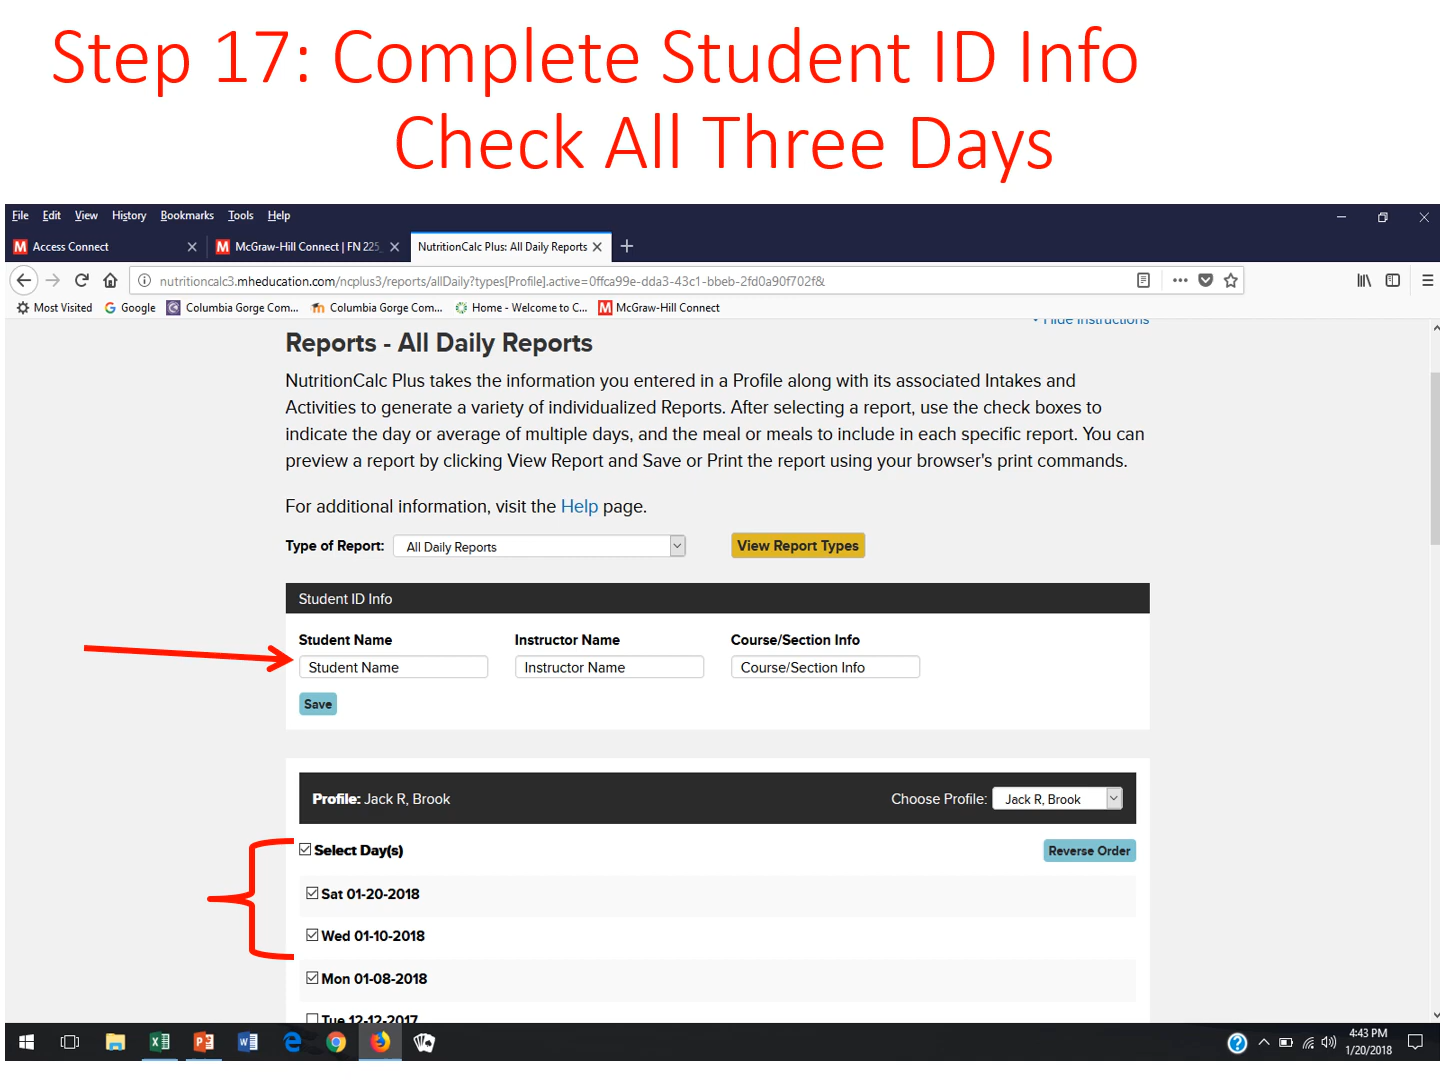 Step 17: Complete Student ID Info
Check All Three Days
File Edit View History Bookmarks Tools Help
Access Connect
McGraw-Hill Connect | FN 225_
NutritionCalc Plus: All Daily Reports
nutritioncalc3.mheducation.com/ncplus3/reports/allDaily?types[Profile].active=0ffca99e-dda3-43c1-bbeb-2fd0a90f702f&
Most Visited Google Columbia Gorge Com... Columbia Gorge Com... Home - Welcome to C... McGraw-Hill Connect
Hide Instructions
Reports - All Daily Reports
NutritionCalc Plus takes the information you entered in a Profile along with its associated Intakes and
Activities to generate a variety of individualized Reports. After selecting a report, use the check boxes to
indicate the day or average of multiple days, and the meal or meals to include in each specific report. You can
preview a report by clicking View Report and Save or Print the report using your browser's print commands.
For additional information, visit the Help page.
Type of Report: All Daily Reports View Report Types
Student ID Info
Student Name Instructor Name Course/Section Info
Student Name Instructor Name Course/Section Info
Save
Profile: Jack R, Brook Choose Profile: Jack R, Brook
Select Day(s) Reverse Order
Sat 01-20-2018
Wed 01-10-2018
Mon 01-08-2018
Tue 12-12-2017
4:43 PM
1/20/2018